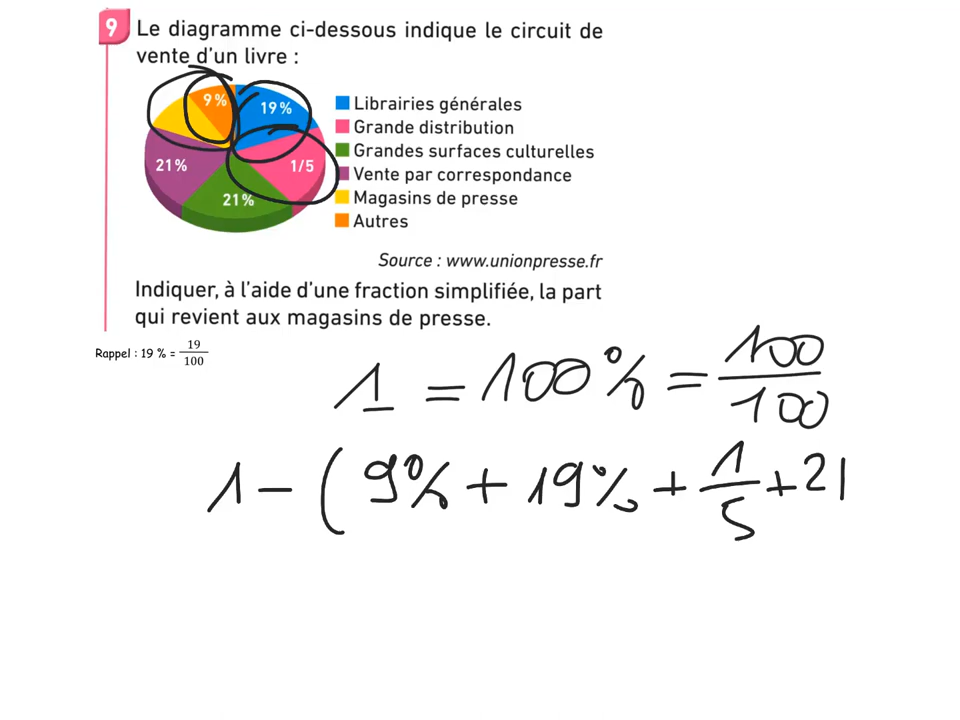 9 Le diagramme ci-dessous indique le circuit de
vente d'un livre :
9 %
19 %
1/5
21 %
21 %
Librairies générales
Grande distribution
Grandes surfaces culturelles
Vente par correspondance
Magasins de presse
Autres
Source : www.unionpresse.fr
Indiquer, à l'aide d'une fraction simplifiée, la part
qui revient aux magasins de presse.
Rappel : 19 % = 19/100
1 = 100% = 100/100
1 - ( 9% + 19% + 1/5 + 21